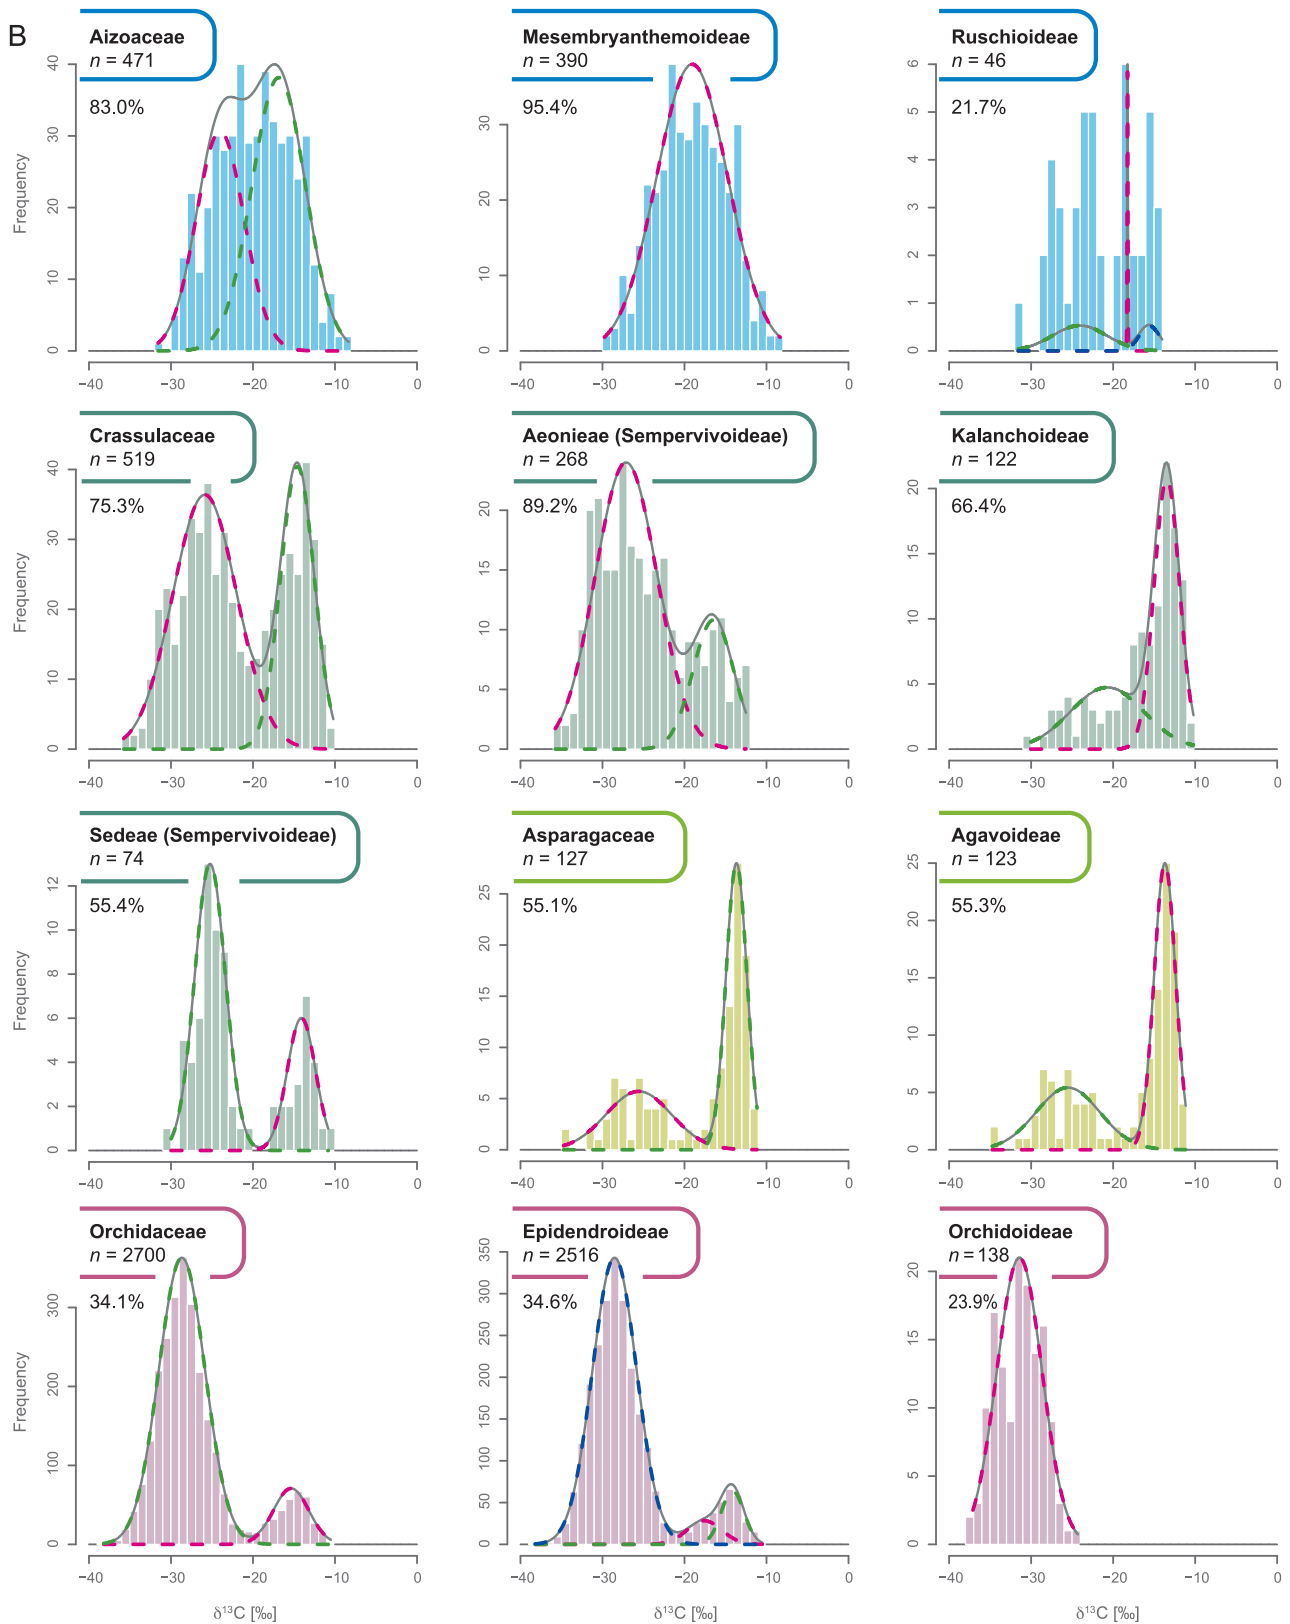 B
Aizoaceae
n = 471
83.0%
Frequency
0 10 20 30 40
−40 −30 −20 −10 0
Mesembryanthemoideae
n = 390
95.4%
0 10 20 30
−40 −30 −20 −10 0
Ruschioideae
n = 46
21.7%
0 1 2 3 4 5 6
−40 −30 −20 −10 0
Crassulaceae
n = 519
75.3%
Frequency
0 10 20 30 40
−40 −30 −20 −10 0
Aeonieae (Sempervivoideae)
n = 268
89.2%
0 5 10 15 20
−40 −30 −20 −10 0
Kalanchoideae
n = 122
66.4%
0 5 10 15 20
−40 −30 −20 −10 0
Sedeae (Sempervivoideae)
n = 74
55.4%
Frequency
0 2 4 6 8 10 12
−40 −30 −20 −10 0
Asparagaceae
n = 127
55.1%
0 5 10 15 20 25
−40 −30 −20 −10 0
Agavoideae
n = 123
55.3%
0 5 10 15 20 25
−40 −30 −20 −10 0
Orchidaceae
n = 2700
34.1%
Frequency
0 100 200 300
−40 −30 −20 −10 0
δ¹³C [‰]
Epidendroideae
n = 2516
34.6%
0 50 100 150 200 250 300 350
−40 −30 −20 −10 0
δ¹³C [‰]
Orchidoideae
n = 138
23.9%
0 5 10 15 20
−40 −30 −20 −10 0
δ¹³C [‰]